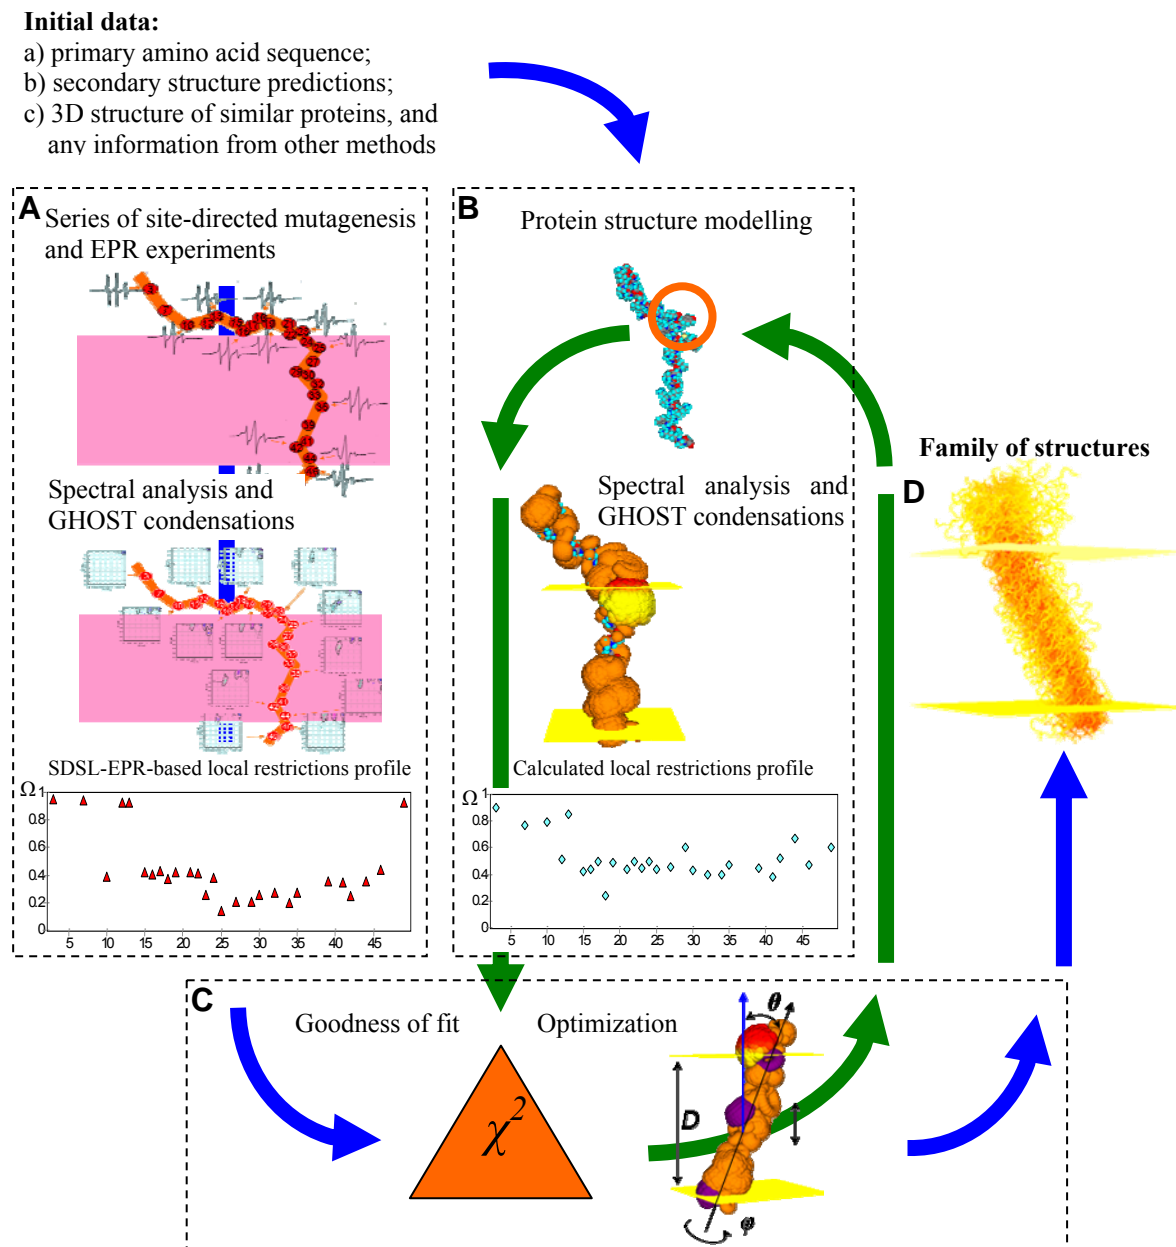 Initial data:
a) primary amino acid sequence;
b) secondary structure predictions;
c) 3D structure of similar proteins, and
any information from other methods
A
Series of site-directed mutagenesis
and EPR experiments
Spectral analysis and
GHOST condensations
SDSL-EPR-based local restrictions profile
Ω
1
0.8
0.6
0.4
0.2
0
5 10 15 20 25 30 35 40 45
B
Protein structure modelling
Spectral analysis and
GHOST condensations
Calculated local restrictions profile
Ω
1
0.8
0.6
0.4
0.2
0
5 10 15 20 25 30 35 40 45
Family of structures
D
C
Goodness of fit
Optimization
χ2
θ
D
φ